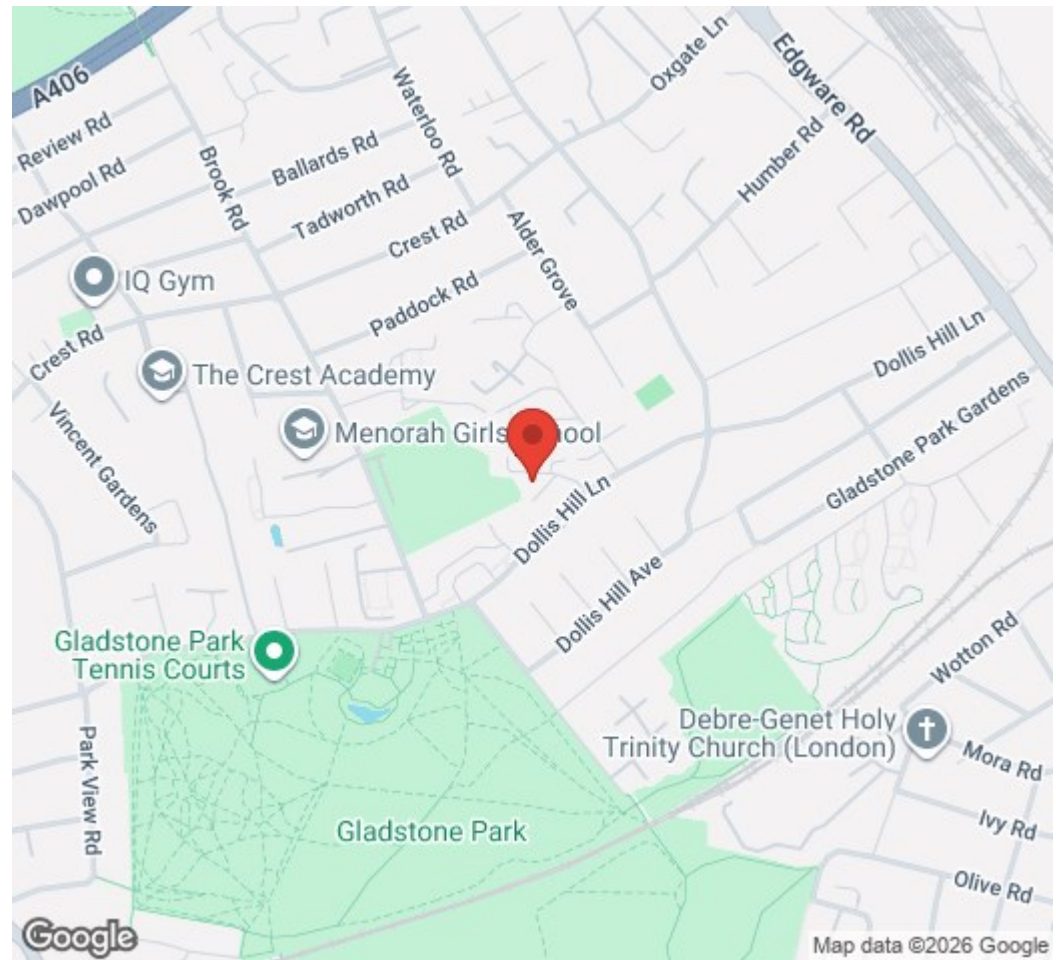 A406
Review Rd
Dawpool Rd
Brook Rd
Ballards Rd
Tadworth Rd
Waterloo Rd
Oxgate Ln
Edgware Rd
Humber Rd
Crest Rd
Alder Grove
Paddock Rd
IQ Gym
Crest Rd
The Crest Academy
Menorah Girls
Vincent Gardens
Dollis Hill Ln
Gladstone Park Gardens
Dollis Hill Ln
Dollis Hill Ave
Gladstone Park
Tennis Courts
Wotton Rd
Debre-Genet Holy
Trinity Church (London)
Mora Rd
Park View Rd
Ivy Rd
Gladstone Park
Olive Rd
Google
Map data ©2026 Google